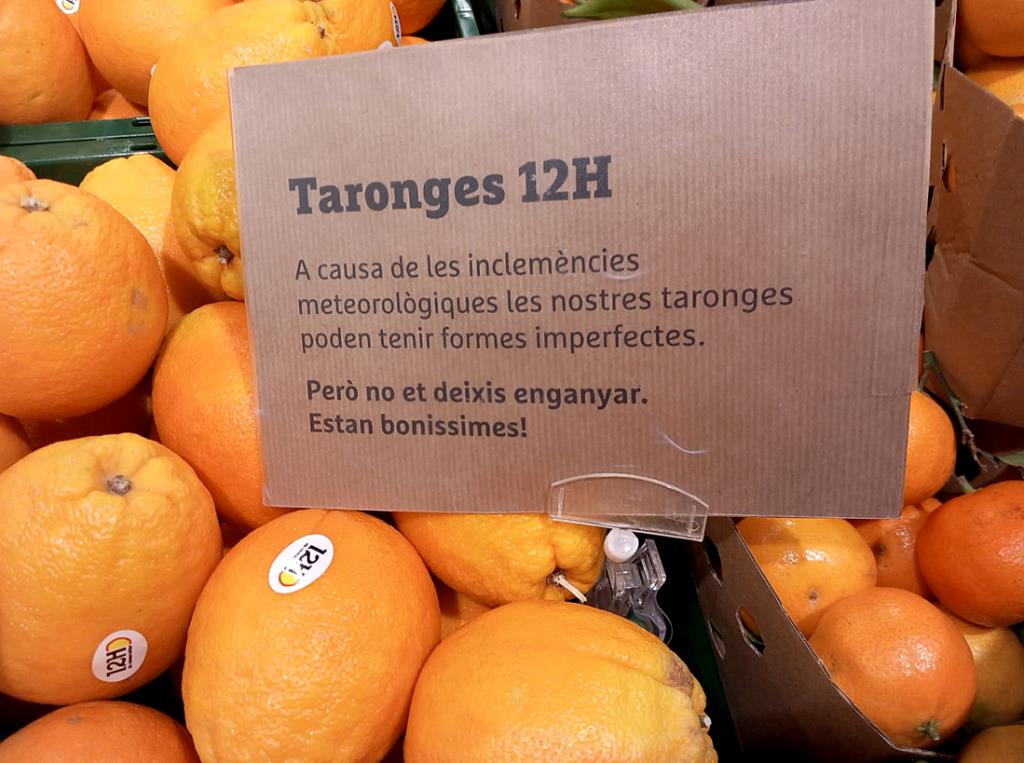 Taronges 12H
A causa de les inclemències
meteorològiques les nostres taronges
poden tenir formes imperfectes.
Però no et deixis enganyar.
Estan bonissimes!
12H
12H